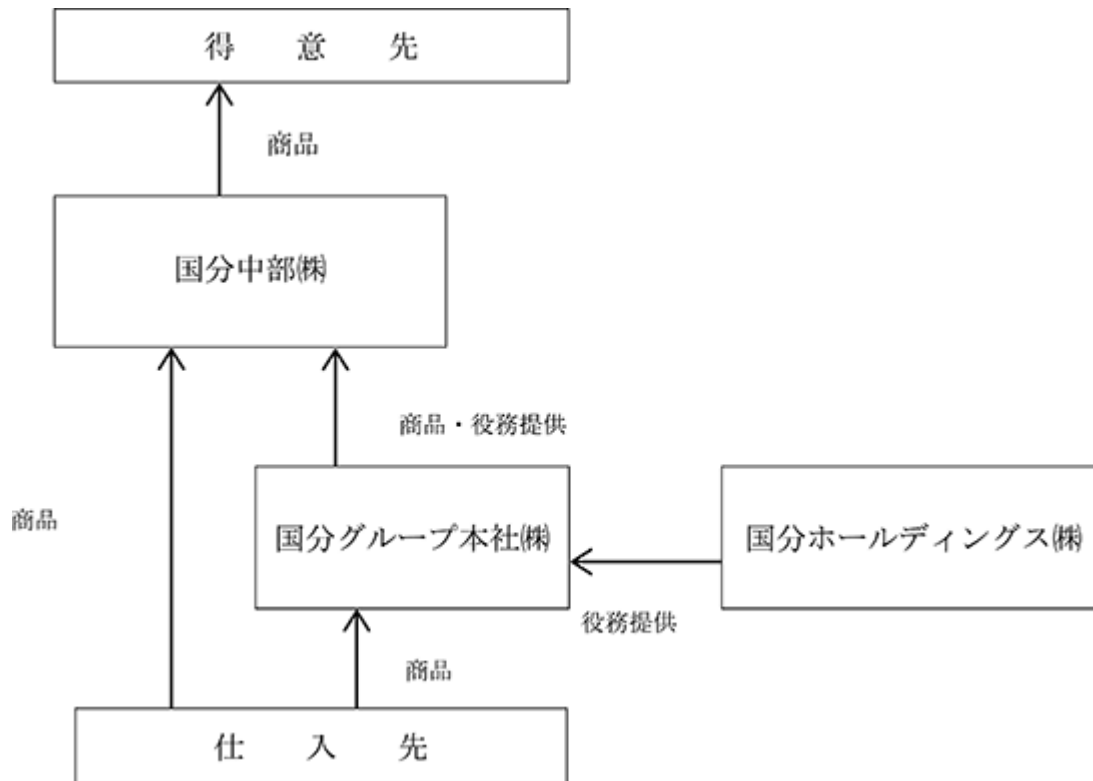 得　意　先
商品
国分中部㈱
商品・役務提供
商品
国分グループ本社㈱
国分ホールディングス㈱
役務提供
商品
仕　入　先